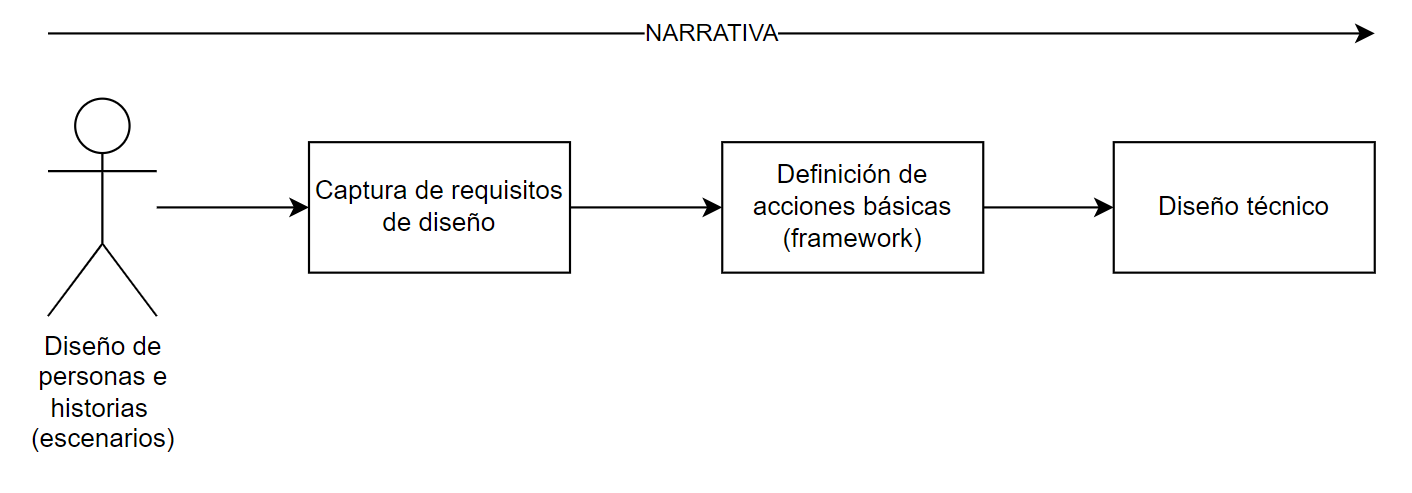 NARRATIVA
Diseño de
personas e
historias
(escenarios)
Captura de requisitos
de diseño
Definición de
acciones básicas
(framework)
Diseño técnico